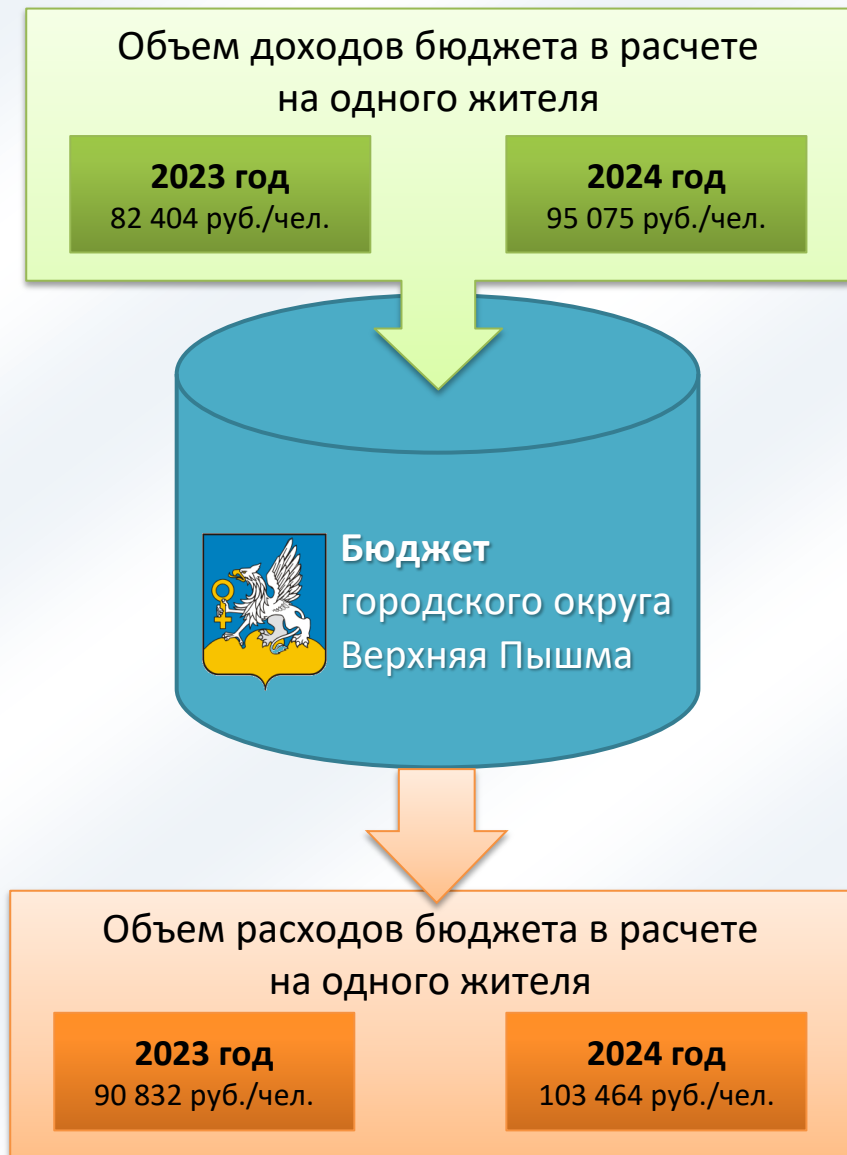 Объем доходов бюджета в расчете
на одного жителя
2023 год
82 404 руб./чел.
2024 год
95 075 руб./чел.
Бюджет
городского округа
Верхняя Пышма
Объем расходов бюджета в расчете
на одного жителя
2023 год
90 832 руб./чел.
2024 год
103 464 руб./чел.